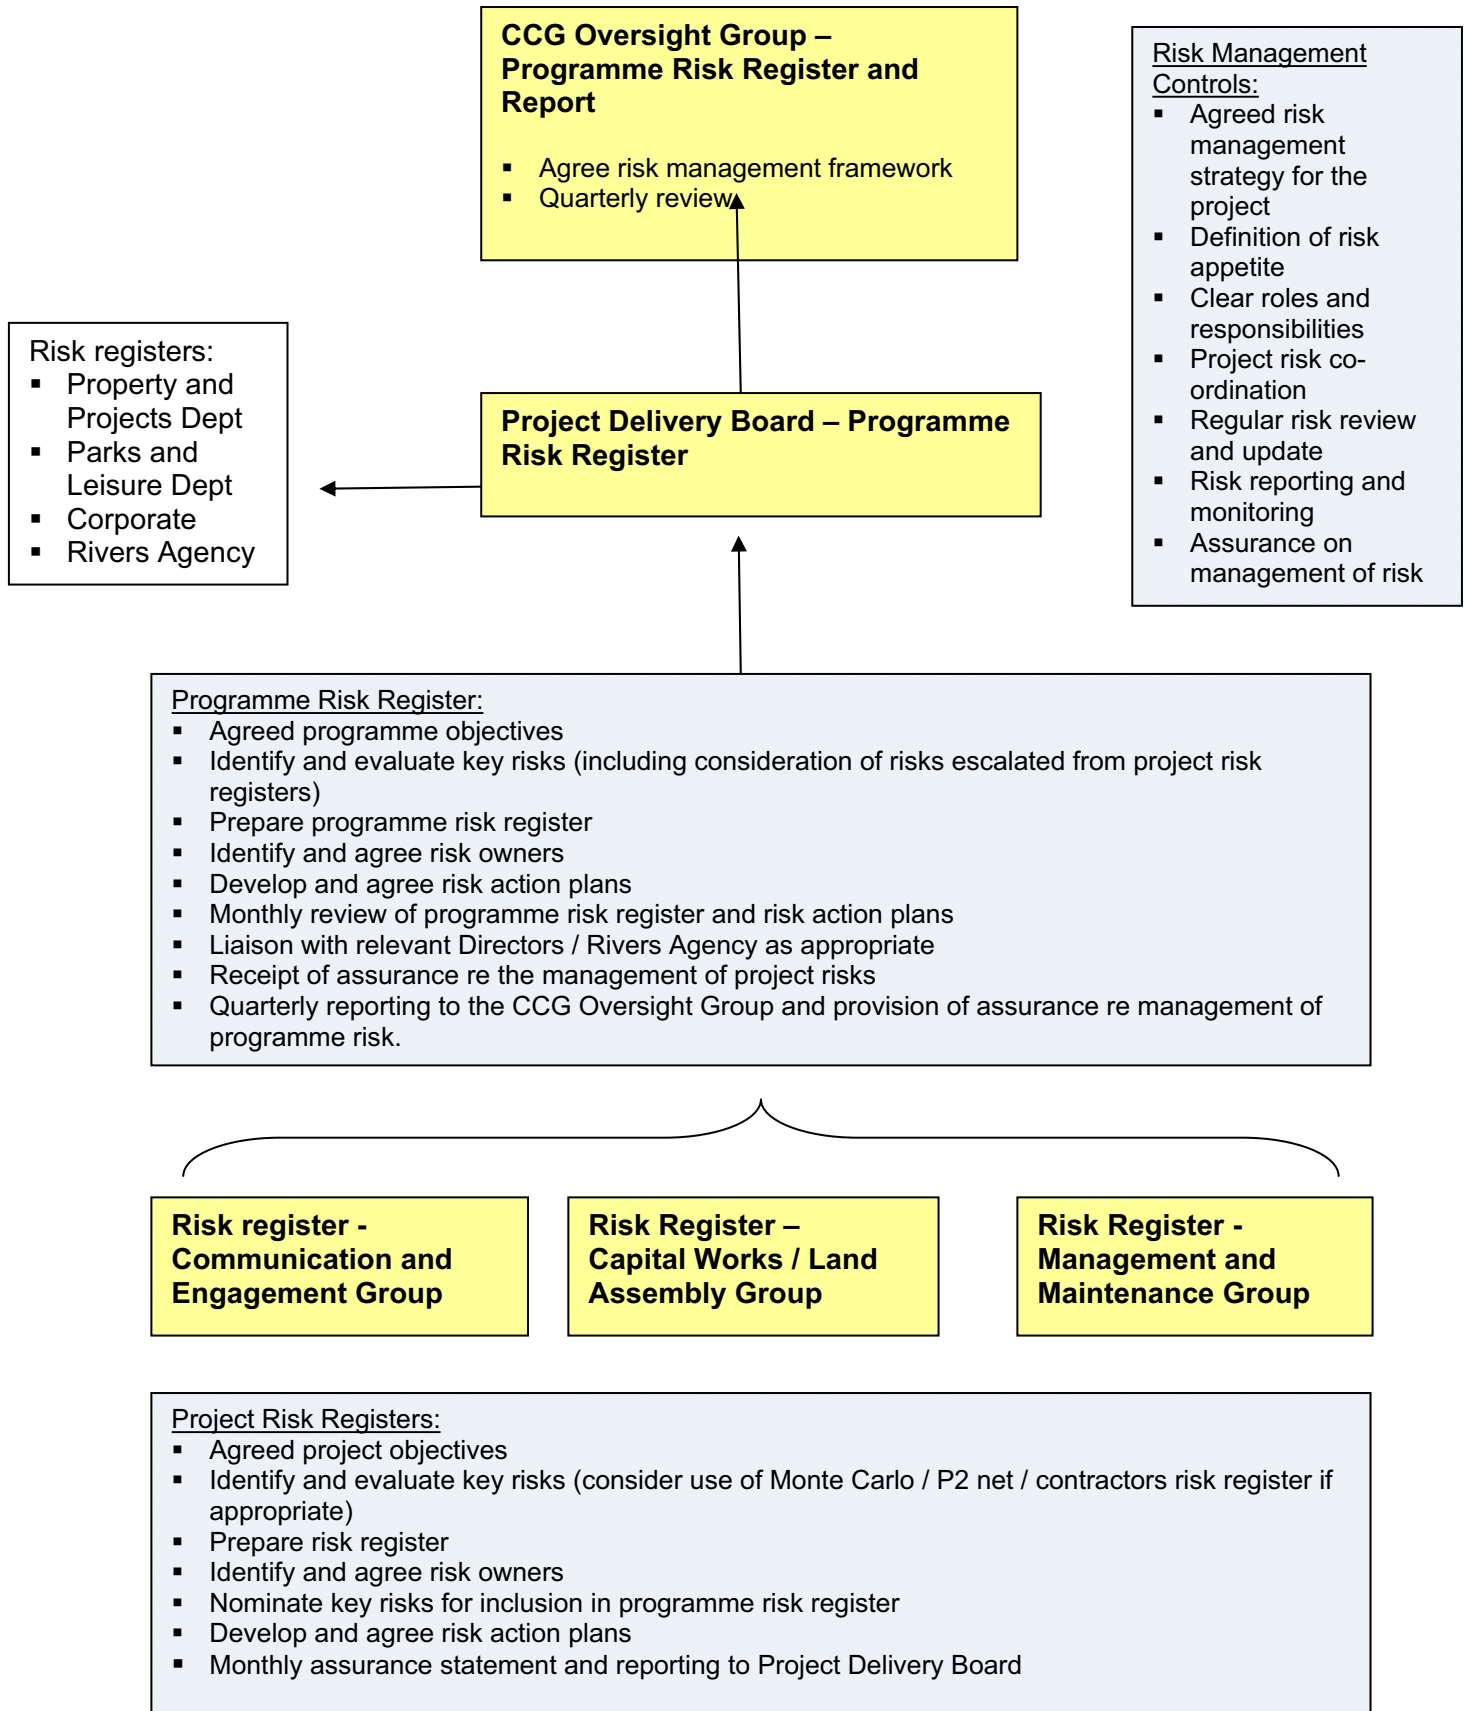 CCG Oversight Group –
Programme Risk Register and
Report
▪ Agree risk management framework
▪ Quarterly review
Risk Management
Controls:
▪ Agreed risk
management
strategy for the
project
▪ Definition of risk
appetite
▪ Clear roles and
responsibilities
▪ Project risk co-
ordination
▪ Regular risk review
and update
▪ Risk reporting and
monitoring
▪ Assurance on
management of risk
Risk registers:
▪ Property and
Projects Dept
▪ Parks and
Leisure Dept
▪ Corporate
▪ Rivers Agency
Project Delivery Board – Programme
Risk Register
Programme Risk Register:
▪ Agreed programme objectives
▪ Identify and evaluate key risks (including consideration of risks escalated from project risk
registers)
▪ Prepare programme risk register
▪ Identify and agree risk owners
▪ Develop and agree risk action plans
▪ Monthly review of programme risk register and risk action plans
▪ Liaison with relevant Directors / Rivers Agency as appropriate
▪ Receipt of assurance re the management of project risks
▪ Quarterly reporting to the CCG Oversight Group and provision of assurance re management of
programme risk.
Risk register -
Communication and
Engagement Group
Risk Register –
Capital Works / Land
Assembly Group
Risk Register -
Management and
Maintenance Group
Project Risk Registers:
▪ Agreed project objectives
▪ Identify and evaluate key risks (consider use of Monte Carlo / P2 net / contractors risk register if
appropriate)
▪ Prepare risk register
▪ Identify and agree risk owners
▪ Nominate key risks for inclusion in programme risk register
▪ Develop and agree risk action plans
▪ Monthly assurance statement and reporting to Project Delivery Board